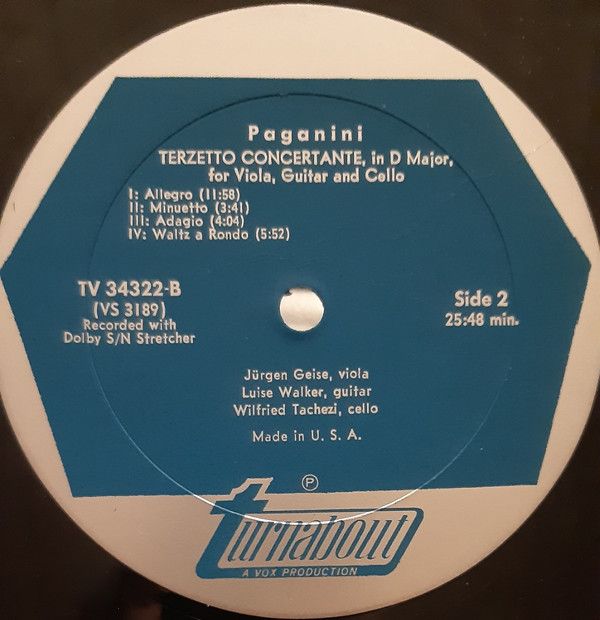 Paganini
TERZETTO CONCERTANTE, in D Major,
for Viola, Guitar and Cello
I: Allegro (11:58)
II: Minuetto (3:41)
III: Adagio (4:04)
IV: Waltz a Rondo (5:52)
TV 34322-B
(VS 3189)
Recorded with
Dolby S/N Stretcher
Side 2
25:48 min.
Jürgen Geise, viola
Luise Walker, guitar
Wilfried Tachezi, cello
Made in U. S. A.
℗
turnabout
A VOX PRODUCTION